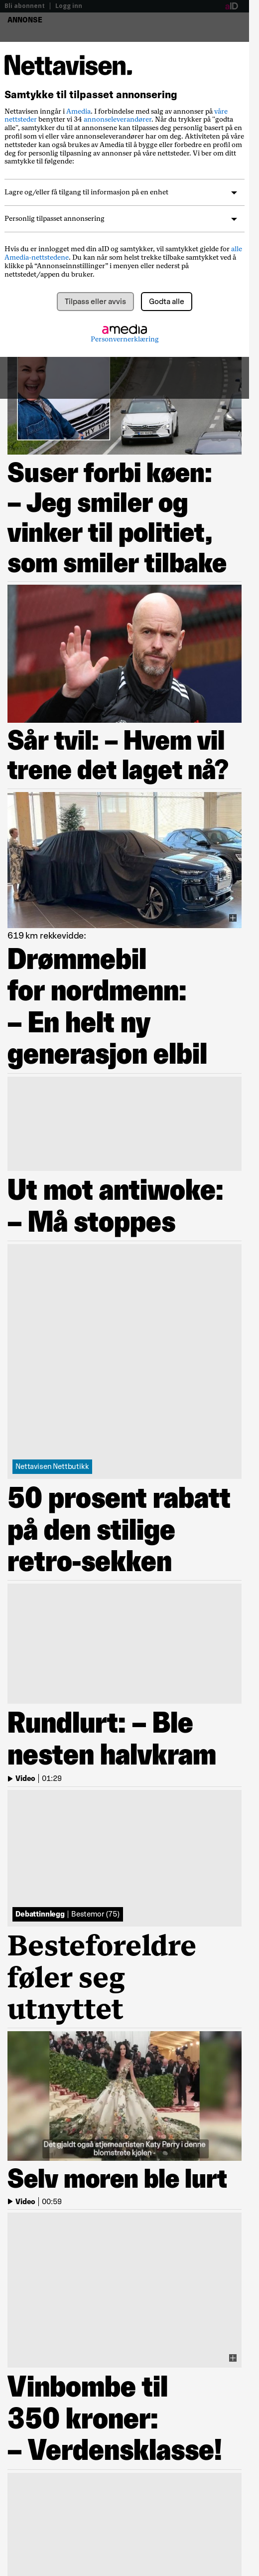 Bli abonnent | Logg inn
aID
ANNONSE
Nettavisen.
Samtykke til tilpasset annonsering
Nettavisen inngår i Amedia. I forbindelse med salg av annonser på våre
nettsteder benytter vi 34 annonseleverandører. Når du trykker på "godta
alle", samtykker du til at annonsene kan tilpasses deg personlig basert på en
profil som vi eller våre annonseleverandører har om deg. Aktiviteten på våre
nettsteder kan også brukes av Amedia til å bygge eller forbedre en profil om
deg for personlig tilpasning av annonser på våre nettsteder. Vi ber om ditt
samtykke til følgende:
Lagre og/eller få tilgang til informasjon på en enhet
Personlig tilpasset annonsering
Hvis du er innlogget med din aID og samtykker, vil samtykket gjelde for alle
Amedia-nettstedene. Du kan når som helst trekke tilbake samtykket ved å
klikke på “Annonseinnstillinger” i menyen eller nederst på
nettstedet/appen du bruker.
Tilpass eller avvis
Godta alle
amedia
Personvernerklæring
Suser forbi køen:
– Jeg smiler og
vinker til politiet,
som smiler tilbake
Sår tvil: – Hvem vil
trene det laget nå?
619 km rekkevidde:
Drømmebil
for nordmenn:
– En helt ny
generasjon elbil
Ut mot antiwoke:
– Må stoppes
Nettavisen Nettbutikk
50 prosent rabatt
på den stilige
retro-sekken
Rundlurt: – Ble
nesten halvkram
Video | 01:29
Debattinnlegg | Bestemor (75)
Besteforeldre
føler seg
utnyttet
Det gjaldt også stjerneartisten Katy Perry i denne
blomstrete kjolen -
Selv moren ble lurt
Video | 00:59
Vinbombe til
350 kroner:
– Verdensklasse!